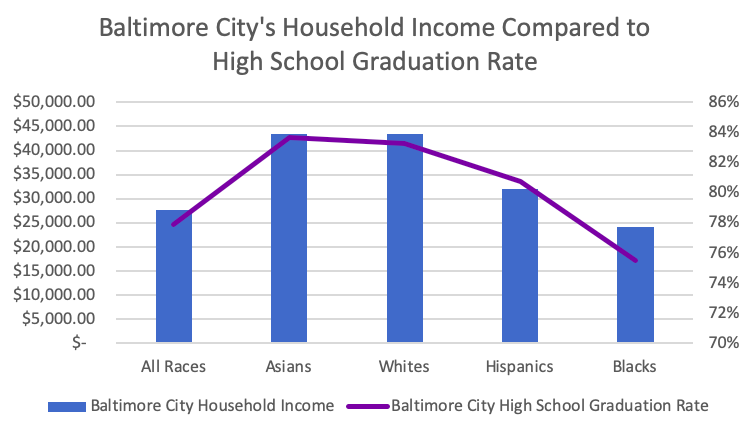 Baltimore City's Household Income Compared to
High School Graduation Rate
$50,000.00
$45,000.00
$40,000.00
$35,000.00
$30,000.00
$25,000.00
$20,000.00
$15,000.00
$10,000.00
$5,000.00
$-
86%
84%
82%
80%
78%
76%
74%
72%
70%
All Races
Asians
Whites
Hispanics
Blacks
Baltimore City Household Income
Baltimore City High School Graduation Rate